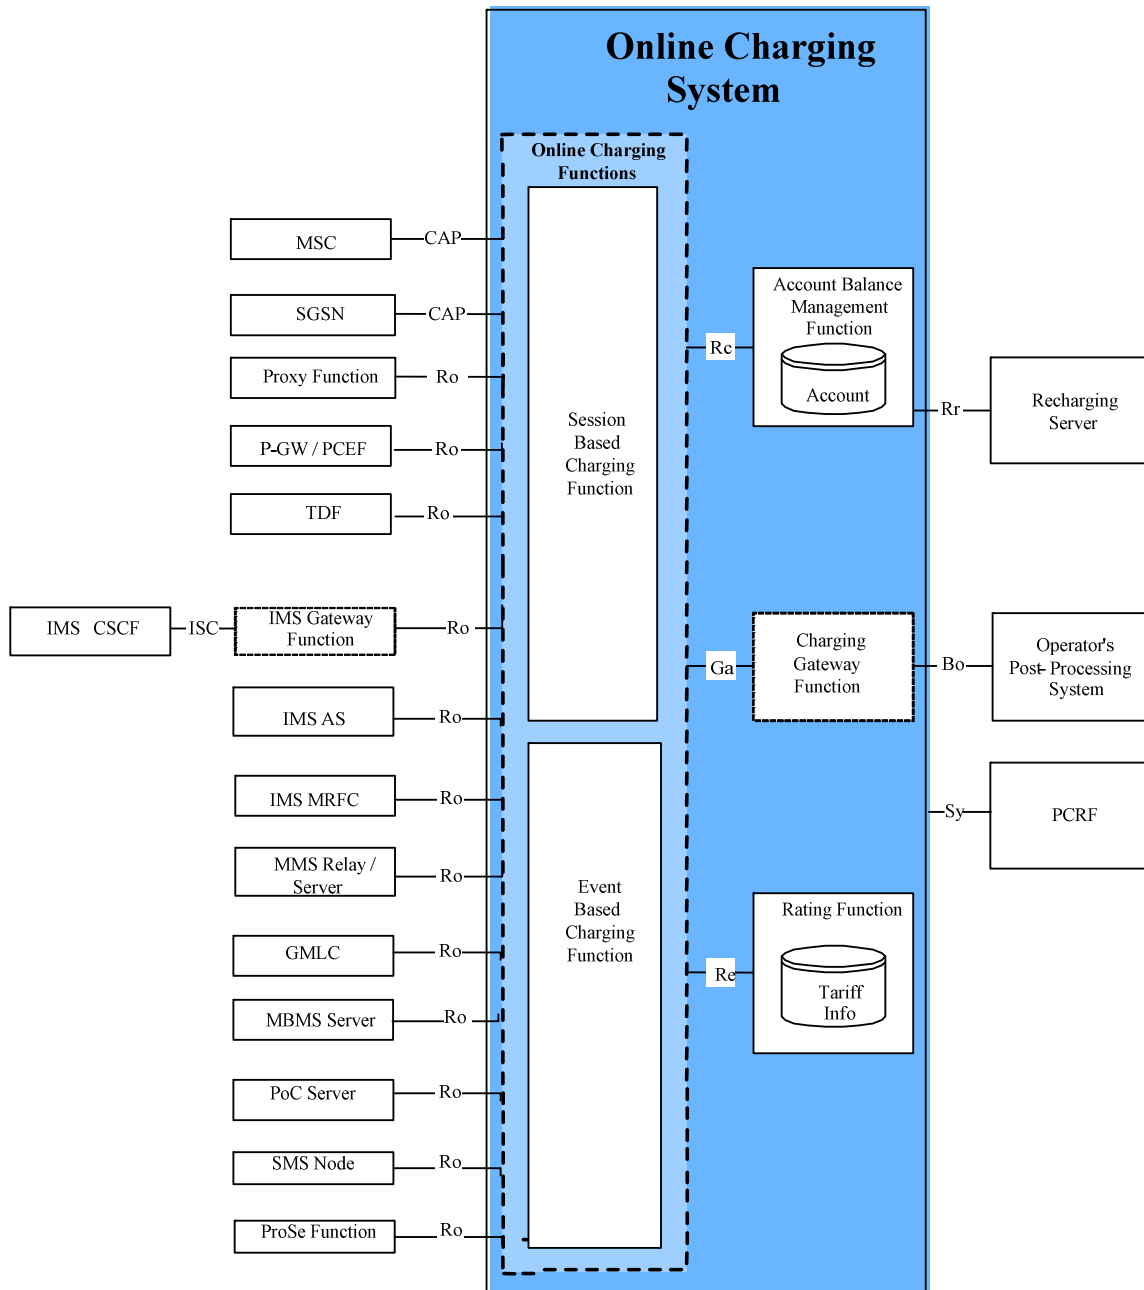 Online Charging
System
Online Charging
Functions
MSC
CAP
SGSN
CAP
Proxy Function
Ro
P-GW / PCEF
Ro
TDF
Ro
IMS CSCF
ISC
IMS Gateway
Function
Ro
IMS AS
Ro
IMS MRFC
Ro
MMS Relay /
Server
Ro
GMLC
Ro
MBMS Server
Ro
PoC Server
Ro
SMS Node
Ro
ProSe Function
Ro
Session
Based
Charging
Function
Event
Based
Charging
Function
Rc
Account Balance
Management
Function
Account
Rr
Recharging
Server
Ga
Charging
Gateway
Function
Bo
Operator's
Post-Processing
System
Sy
PCRF
Re
Rating Function
Tariff
Info